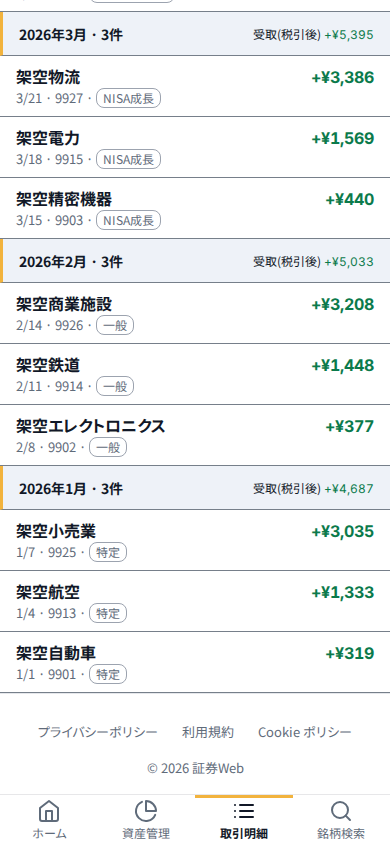 2026年3月・3件 受取(税引後) +¥5,395
架空物流 +¥3,386
3/21・9927・NISA成長
架空電力 +¥1,569
3/18・9915・NISA成長
架空精密機器 +¥440
3/15・9903・NISA成長
2026年2月・3件 受取(税引後) +¥5,033
架空商業施設 +¥3,208
2/14・9926・一般
架空鉄道 +¥1,448
2/11・9914・一般
架空エレクトロニクス +¥377
2/8・9902・一般
2026年1月・3件 受取(税引後) +¥4,687
架空小売業 +¥3,035
1/7・9925・特定
架空航空 +¥1,333
1/4・9913・特定
架空自動車 +¥319
1/1・9901・特定
プライバシーポリシー 利用規約 Cookie ポリシー
© 2026 証券Web
ホーム 資産管理 取引明細 銘柄検索